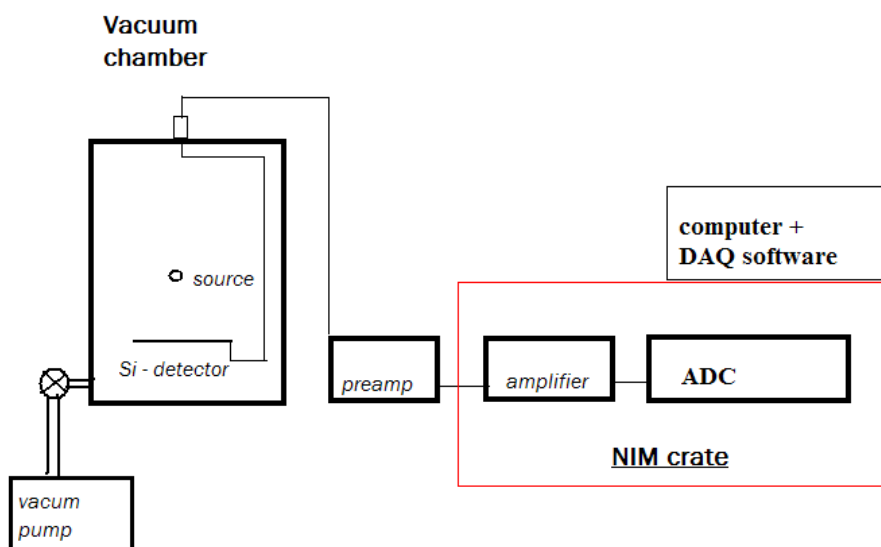 Vacuum
chamber
source
Si - detector
preamp
amplifier
ADC
computer +
DAQ software
NIM crate
vacum
pump